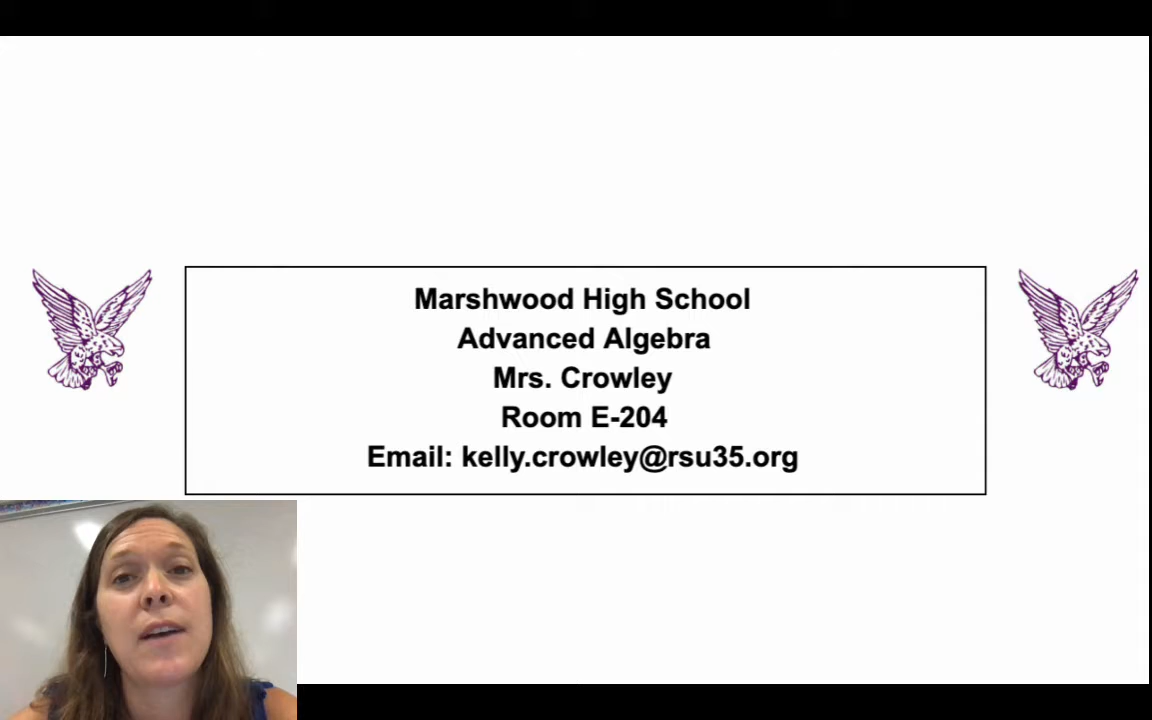 Marshwood High School
Advanced Algebra
Mrs. Crowley
Room E-204
Email: kelly.crowley@rsu35.org